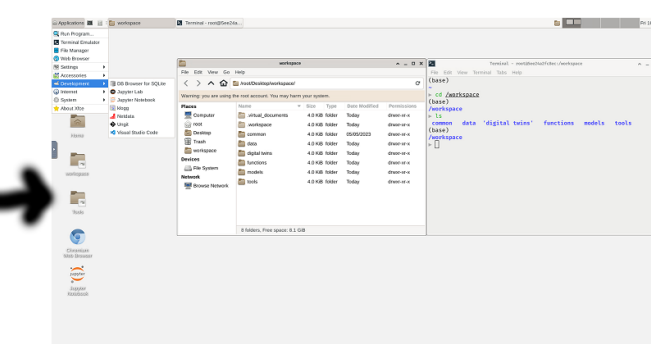 Applications
workspace
Terminal - root@5ee2da...
Fri 16
Run Program...
Terminal Emulator
File Manager
Web Browser
Settings
Accessories
Development
Internet
System
About Xfce
DB Browser for SQLite
Jupyter Lab
Jupyter Notebook
klogg
Netdata
Ungit
Visual Studio Code
Home
workspace
Tools
Chromium
Web Browser
Jupyter
Jupyter
Notebook
workspace
File Edit View Go Help
/root/Desktop/workspace/
Warning: you are using the root account. You may harm your system.
Places
Computer
root
Desktop
Trash
workspace
Devices
File System
Network
Browse Network
Name Size Type Date Modified Permissions
.virtual_documents 4.0 KiB folder Today drwxr-xr-x
.workspace 4.0 KiB folder Today drwxr-xr-x
common 4.0 KiB folder 05/05/2023 drwxr-xr-x
data 4.0 KiB folder Today drwxr-xr-x
digital twins 4.0 KiB folder Today drwxr-xr-x
functions 4.0 KiB folder Today drwxr-xr-x
models 4.0 KiB folder Today drwxr-xr-x
tools 4.0 KiB folder Today drwxr-xr-x
8 folders, Free space: 8.1 GiB
File Edit View Terminal Tabs Help
(base)
~
> cd /workspace
(base)
/workspace
> ls
common data 'digital twins' functions models tools
(base)
/workspace
>